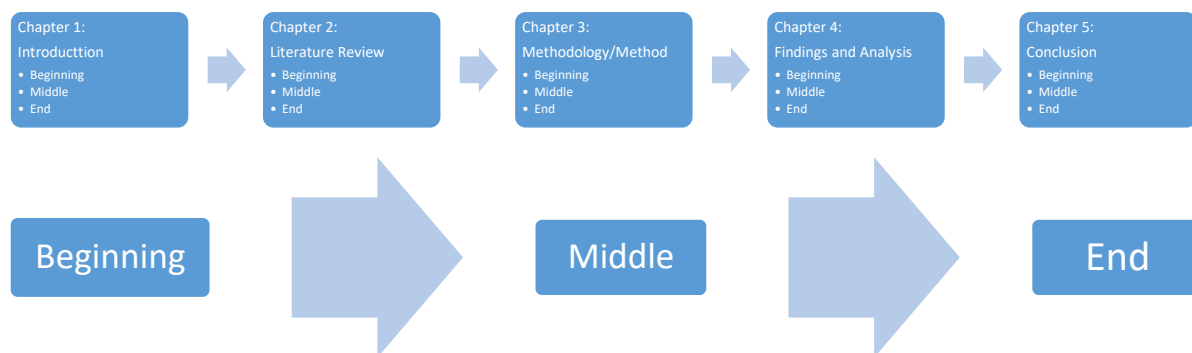 Chapter 1:
Introducttion
• Beginning
• Middle
• End
Chapter 2:
Literature Review
• Beginning
• Middle
• End
Chapter 3:
Methodology/Method
• Beginning
• Middle
• End
Chapter 4:
Findings and Analysis
• Beginning
• Middle
• End
Chapter 5:
Conclusion
• Beginning
• Middle
• End
Beginning
Middle
End